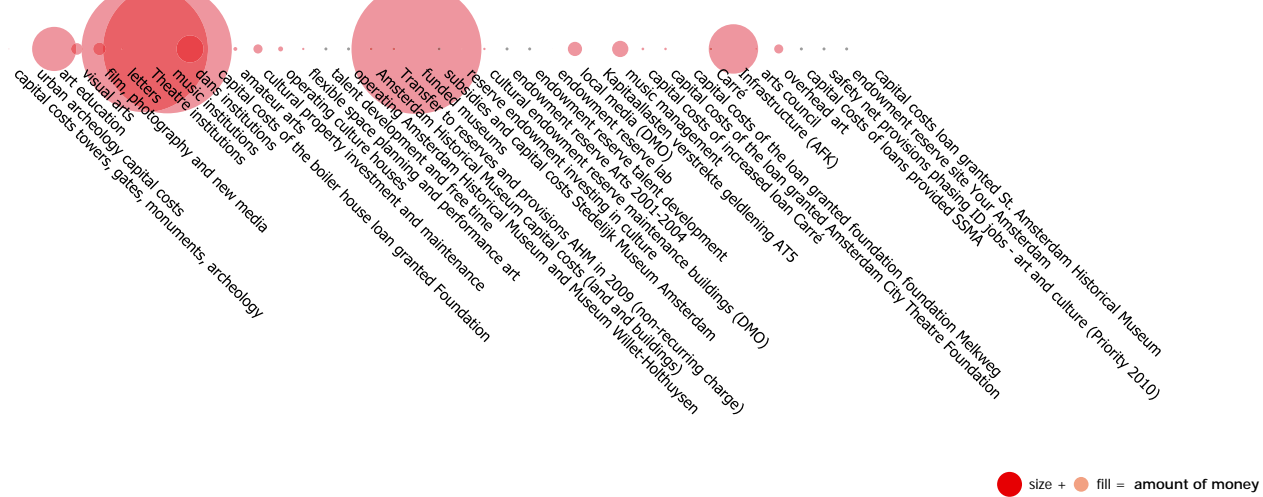 capital costs towers, gates, monuments, archeology
urban archeology capital costs
art education
visual arts
film, photography and new media
letters
Theatre institutions
music institutions
dans institutions
capital costs of the boiler house loan granted Foundation
amateur arts
cultural property investment and maintenance
operating culture houses
flexible space planning and performance art
talent development and free time
operating Amsterdam Historical Museum and Museum Willet-Holthuysen
Amsterdam Historical Museum capital costs (land and buildings)
Transfer to reserves and provisions AHM in 2009 (non-recurring charge)
funded museums
subsidies and capital costs Stedelijk Museum Amsterdam
reserve endowment investing in culture
cultural endowment reserve maintenance buildings (DMO)
endowment reserve Arts 2001-2004
endowment reserve talent development
endowment reserve lab
local media (DMO)
Kapitaallasten verstrekte geldlening AT5
music management
capital costs of increased loan Carré
capital costs of the loan granted Amsterdam City Theatre Foundation
capital costs of the loan granted foundation foundation Melkweg
Carré
Infrastructure (AFK)
arts council
overhead art
capital costs of loans provided SSMA
safety net provisions phasing ID jobs - art and culture (Priority 2010)
endowment reserve site Your Amsterdam
capital costs loan granted St. Amsterdam Historical Museum
size + fill = amount of money